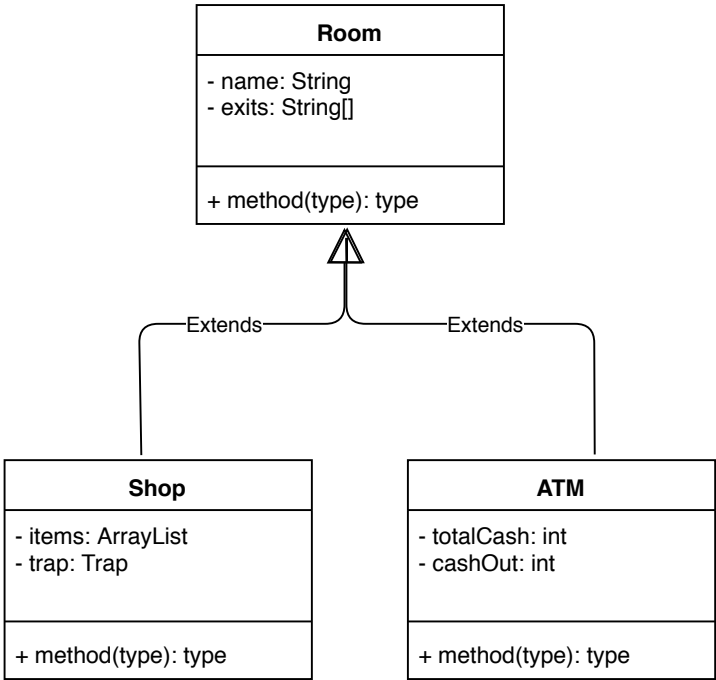 Room
- name: String
- exits: String[]
+ method(type): type
Extends
Extends
Shop
- items: ArrayList
- trap: Trap
+ method(type): type
ATM
- totalCash: int
- cashOut: int
+ method(type): type